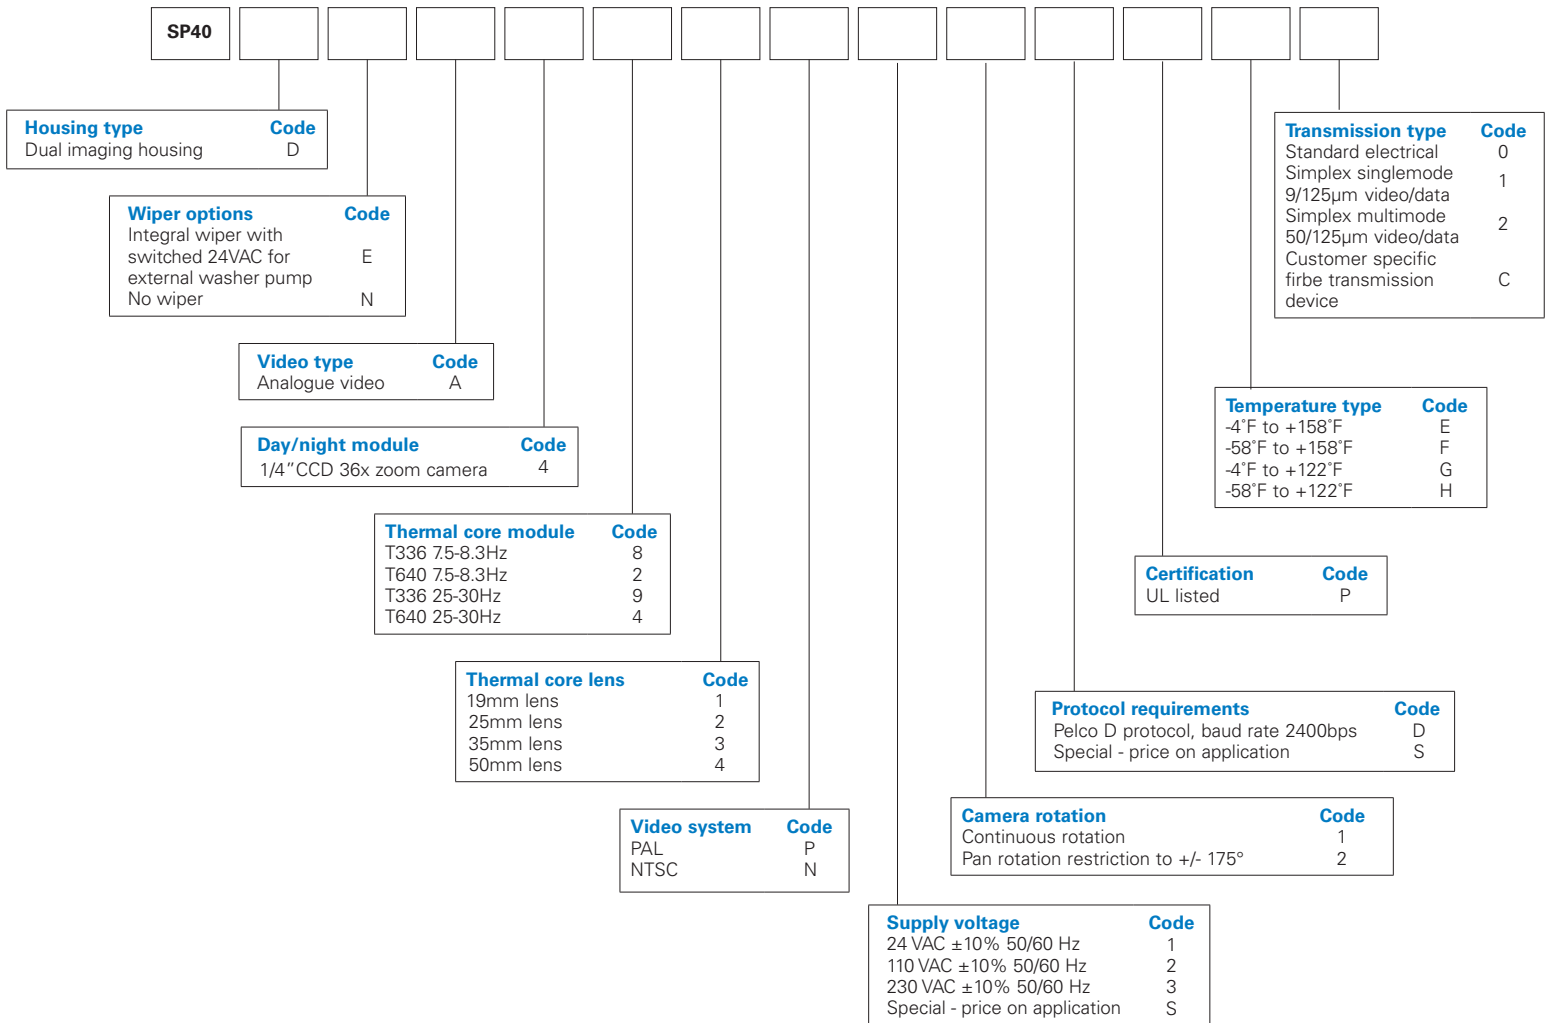 SP40
Housing type Code
Dual imaging housing D
Wiper options Code
Integral wiper with
switched 24VAC for E
external washer pump
No wiper N
Video type Code
Analogue video A
Day/night module Code
1/4”CCD 36x zoom camera 4
Thermal core module Code
T336 7.5-8.3Hz 8
T640 7.5-8.3Hz 2
T336 25-30Hz 9
T640 25-30Hz 4
Thermal core lens Code
19mm lens 1
25mm lens 2
35mm lens 3
50mm lens 4
Video system Code
PAL P
NTSC N
Supply voltage Code
24 VAC ±10% 50/60 Hz 1
110 VAC ±10% 50/60 Hz 2
230 VAC ±10% 50/60 Hz 3
Special - price on application S
Camera rotation Code
Continuous rotation 1
Pan rotation restriction to +/- 175° 2
Protocol requirements Code
Pelco D protocol, baud rate 2400bps D
Special - price on application S
Certification Code
UL listed P
Temperature type Code
-4˚F to +158˚F E
-58˚F to +158˚F F
-4˚F to +122˚F G
-58˚F to +122˚F H
Transmission type Code
Standard electrical 0
Simplex singlemode 1
9/125µm video/data
Simplex multimode 2
50/125µm video/data
Customer specific
firbe transmission C
device